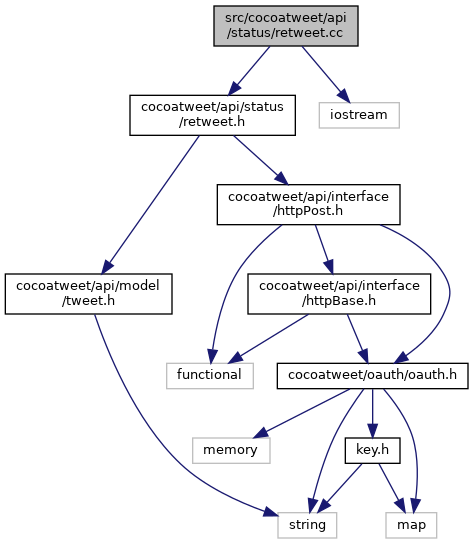 src/cocoatweet/api
/status/retweet.cc
cocoatweet/api/status
/retweet.h
iostream
cocoatweet/api/interface
/httpPost.h
cocoatweet/api/model
/tweet.h
cocoatweet/api/interface
/httpBase.h
functional
cocoatweet/oauth/oauth.h
memory
key.h
string
map